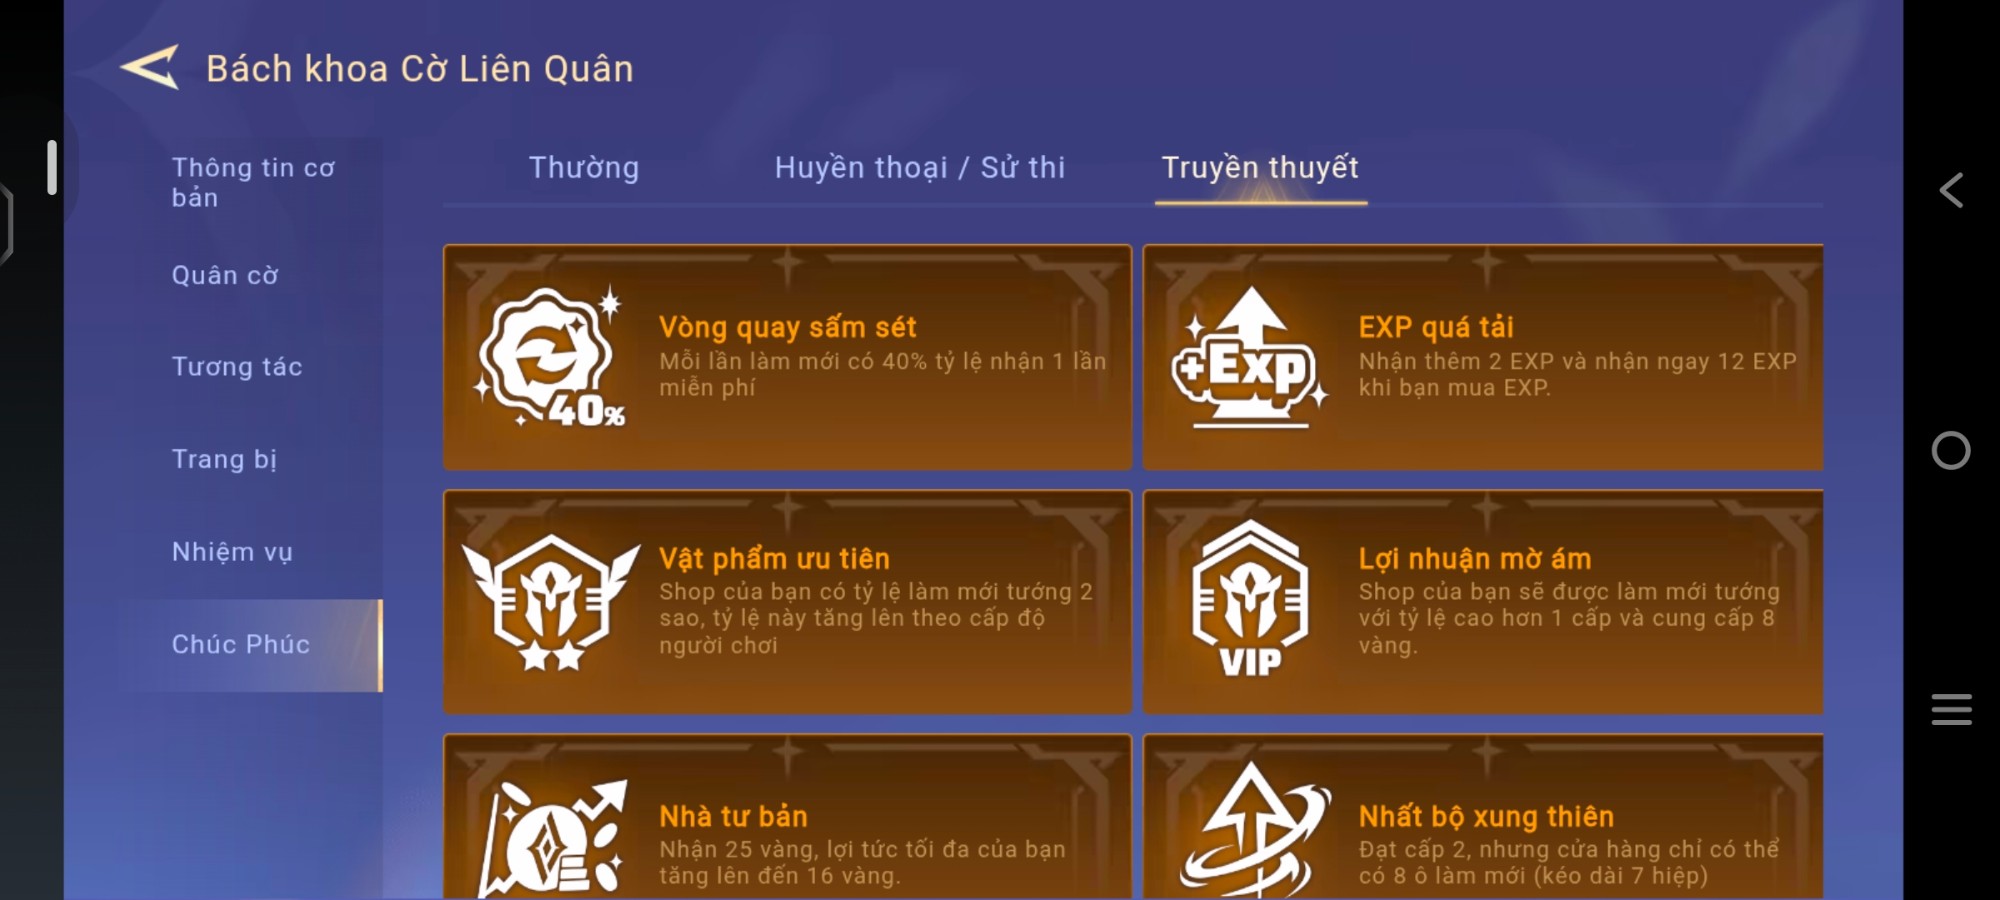 Bách khoa Cờ Liên Quân
Thông tin cơ
bản
Quân cờ
Tương tác
Trang bị
Nhiệm vụ
Chúc Phúc
Thường
Huyền thoại / Sử thi
Truyền thuyết
40%
Vòng quay sấm sét
Mỗi lần làm mới có 40% tỷ lệ nhận 1 lần
miễn phí
+Exp
EXP quá tải
Nhận thêm 2 EXP và nhận ngay 12 EXP
khi bạn mua EXP.
Vật phẩm ưu tiên
Shop của bạn có tỷ lệ làm mới tướng 2
sao, tỷ lệ này tăng lên theo cấp độ
người chơi
VIP
Lợi nhuận mờ ám
Shop của bạn sẽ được làm mới tướng
với tỷ lệ cao hơn 1 cấp và cung cấp 8
vàng.
Nhà tư bản
Nhận 25 vàng, lợi tức tối đa của bạn
tăng lên đến 16 vàng.
Nhất bộ xung thiên
Đạt cấp 2, nhưng cửa hàng chỉ có thể
có 8 ô làm mới (kéo dài 7 hiệp)